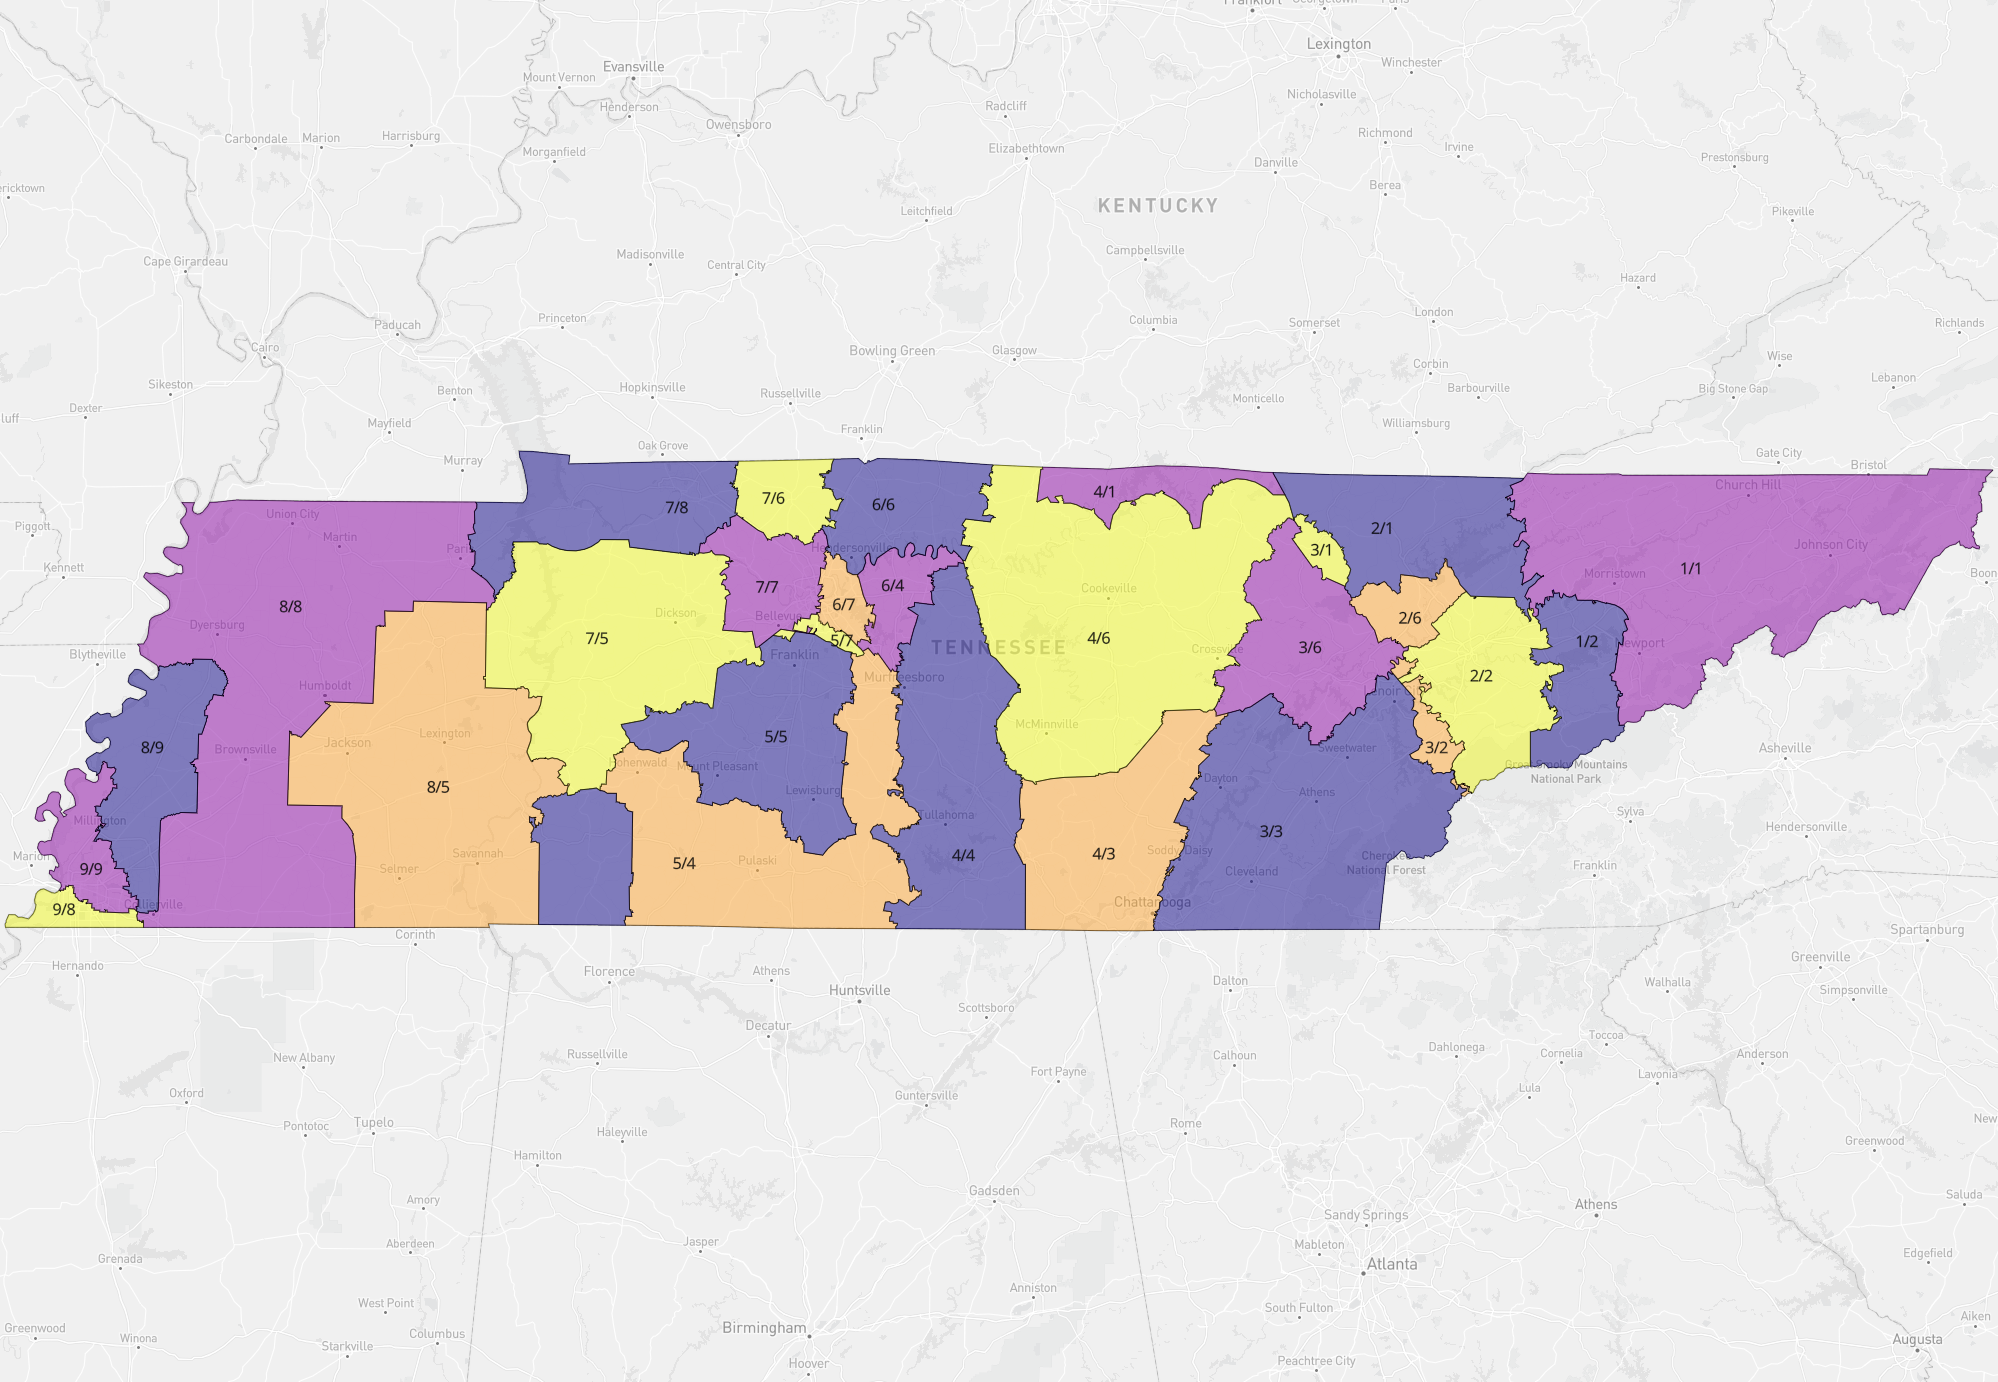 Frankfort
Georgetown
Paris
Lexington
Winchester
Evansville
Mount Vernon
Henderson
Nicholasville
Radcliff
Owensboro
Richmond
Carbondale
Marion
Harrisburg
Elizabethtown
Irvine
Morganfield
Danville
Prestonsburg
ericktown
Berea
KENTUCKY
Leitchfield
Pikeville
Madisonville
Campbellsville
Cape Girardeau
Central City
Hazard
Princeton
Columbia
London
Somerset
Richlands
Paducah
Cairo
Bowling Green
Glasgow
Wise
Corbin
Sikeston
Benton
Hopkinsville
Barbourville
Big Stone Gap
Lebanon
Russellville
Monticello
Dexter
luff
Mayfield
Williamsburg
Franklin
Oak Grove
Murray
Gate City
Bristol
Church Hill
4/1
7/6
6/6
7/8
Union City
Piggott
2/1
Martin
Paris
Hendersonville
Johnson City
3/1
Kennett
Morristown
1/1
Boon
7/7
6/4
Cookeville
8/8
6/7
Dickson
Bellevue
2/6
Dyersburg
7/5
5/7
4/6
1/2
TENNESSEE
3/6
Newport
Crossville
Blytheville
Franklin
2/2
Murfreesboro
Humboldt
Lenoir
McMinnville
5/5
Lexington
8/9
Jackson
3/2
Brownsville
Sweetwater
Asheville
Hohenwald
Mount Pleasant
Great Smoky Mountains
National Park
Dayton
8/5
Lewisburg
Athens
Millington
Tullahoma
Sylva
3/3
Hendersonville
Soddy-Daisy
Savannah
Marion
4/4
4/3
Cherokee
National Forest
5/4
Pulaski
9/9
Selmer
Cleveland
Franklin
Collierville
Chattanooga
9/8
Spartanburg
Corinth
Hernando
Florence
Athens
Greenville
Dalton
Walhalla
Huntsville
Simpsonville
Scottsboro
Decatur
Toccoa
Dahlonega
Russellville
New Albany
Calhoun
Cornelia
Anderson
Fort Payne
Lavonia
Oxford
Lula
Guntersville
New
Tupelo
Rome
Pontotoc
Haleyville
Greenwood
Hamilton
Gadsden
Amory
Athens
Saluda
Sandy Springs
Jasper
Aberdeen
Mableton
Edgefield
Grenada
Atlanta
Anniston
West Point
South Fulton
Aiken
Greenwood
Birmingham
Columbus
Winona
Augusta
Starkville
Hoover
Peachtree City